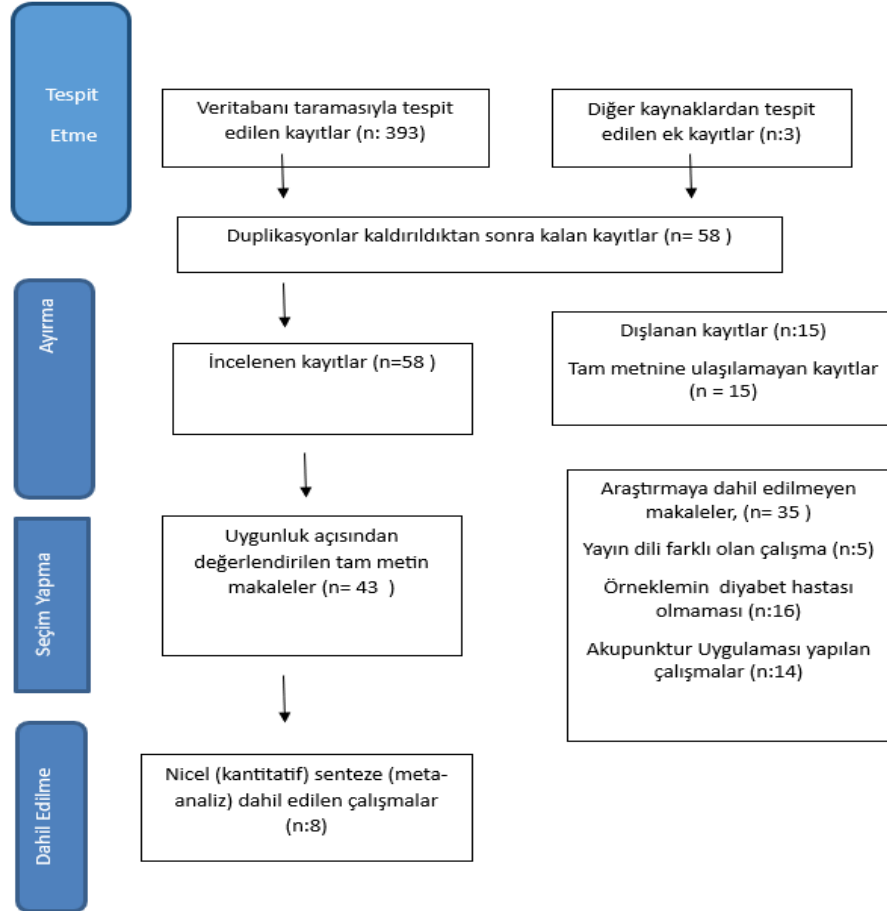 Tespit
Etme
Veritabanı taramasıyla tespit
edilen kayıtlar (n: 393)
Diğer kaynaklardan tespit
edilen ek kayıtlar (n:3)
Duplikasyonlar kaldırıldıktan sonra kalan kayıtlar (n= 58 )
Ayırma
İncelenen kayıtlar (n=58 )
Dışlanan kayıtlar (n:15)
Tam metnine ulaşılamayan kayıtlar
(n = 15)
Seçim Yapma
Uygunluk açısından
değerlendirilen tam metin
makaleler (n= 43 )
Araştırmaya dahil edilmeyen
makaleler, (n= 35 )
Yayın dili farklı olan çalışma (n:5)
Örneklemin diyabet hastası
olmaması (n:16)
Akupunktur Uygulaması yapılan
çalışmalar (n:14)
Dahil Edilme
Nicel (kantitatif) senteze (meta-
analiz) dahil edilen çalışmalar
(n:8)